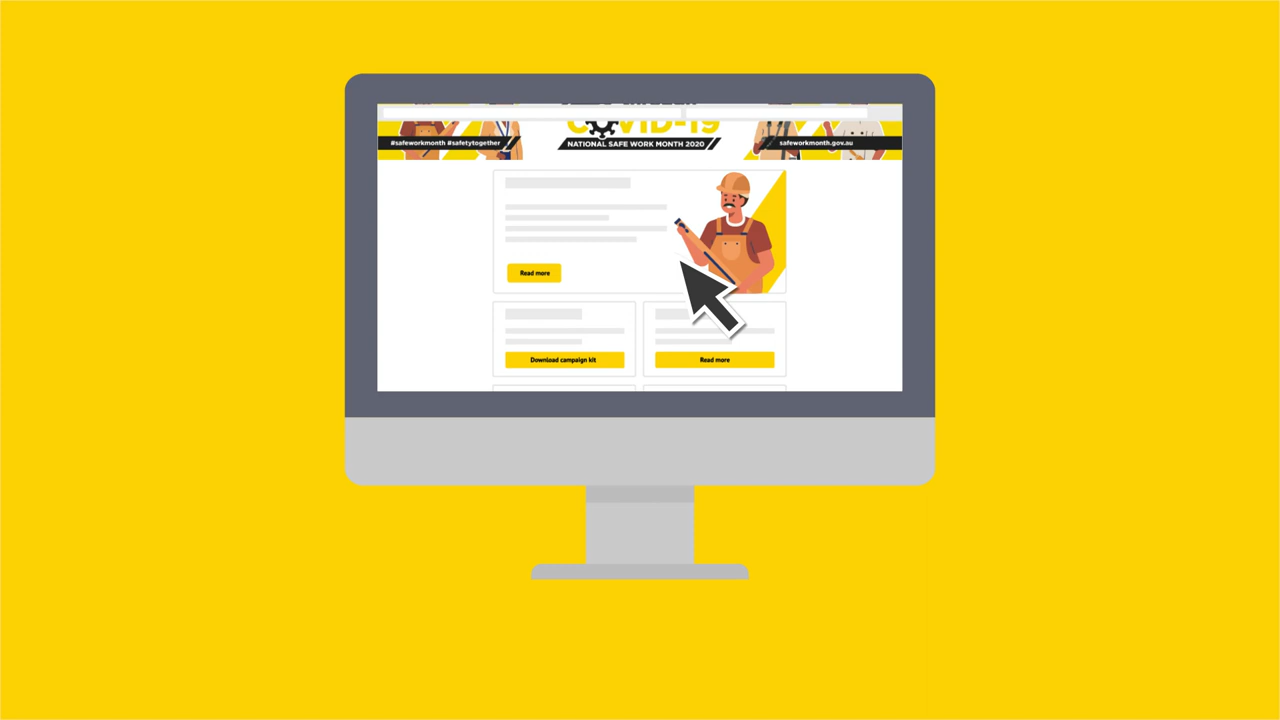 COVID-19
#safeworkmonth #safetytogether
NATIONAL SAFE WORK MONTH 2020
safeworkmonth.gov.au
Read more
Download campaign kit
Read more